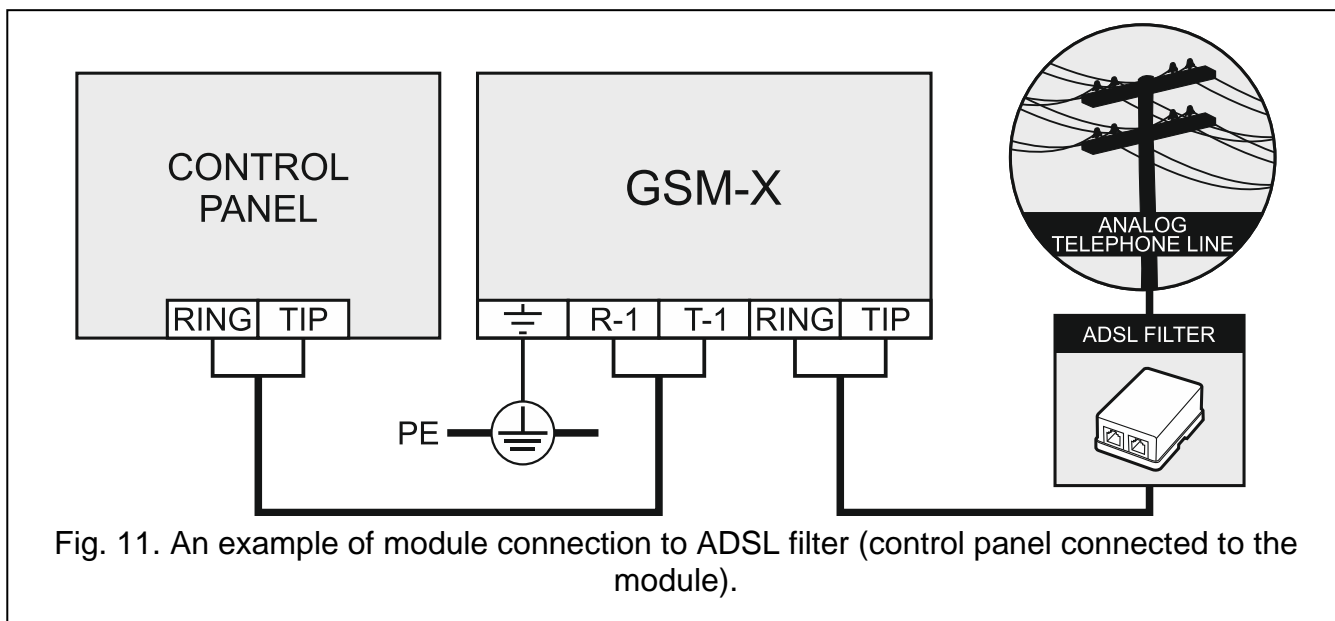 CONTROL
PANEL
RING TIP
GSM-X
R-1 T-1 RING TIP
PE
ANALOG
TELEPHONE LINE
ADSL FILTER
Fig. 11. An example of module connection to ADSL filter (control panel connected to the
module).